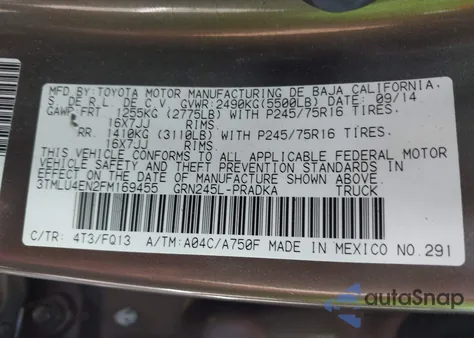 MFD.BY:TOYOTA MOTOR MANUFACTURING DE BAJA CALIFORNIA,
S. DE R.L. DE C.V. GVWR:2490KG(5500LB) DATE: 09/14
GAWR FRT 1255KG (2775LB) WITH P245/75R16 TIRES,
16X7JJ RIMS.
RR. 1410KG (3110LB) WITH P245/75R16 TIRES,
16X7JJ RIMS.
THIS VEHICLE CONFORMS TO ALL APPLICABLE FEDERAL MOTOR
VEHICLE SAFETY AND THEFT PREVENTION STANDARDS IN
EFFECT ON THE DATE OF MANUFACTURE SHOWN ABOVE.
3TMLU4EN2FM169455 GRN245L-PRADKA TRUCK
C/TR: 4T3/FQ13 A/TM:A04C/A750F MADE IN MEXICO NO.291
autoSnap